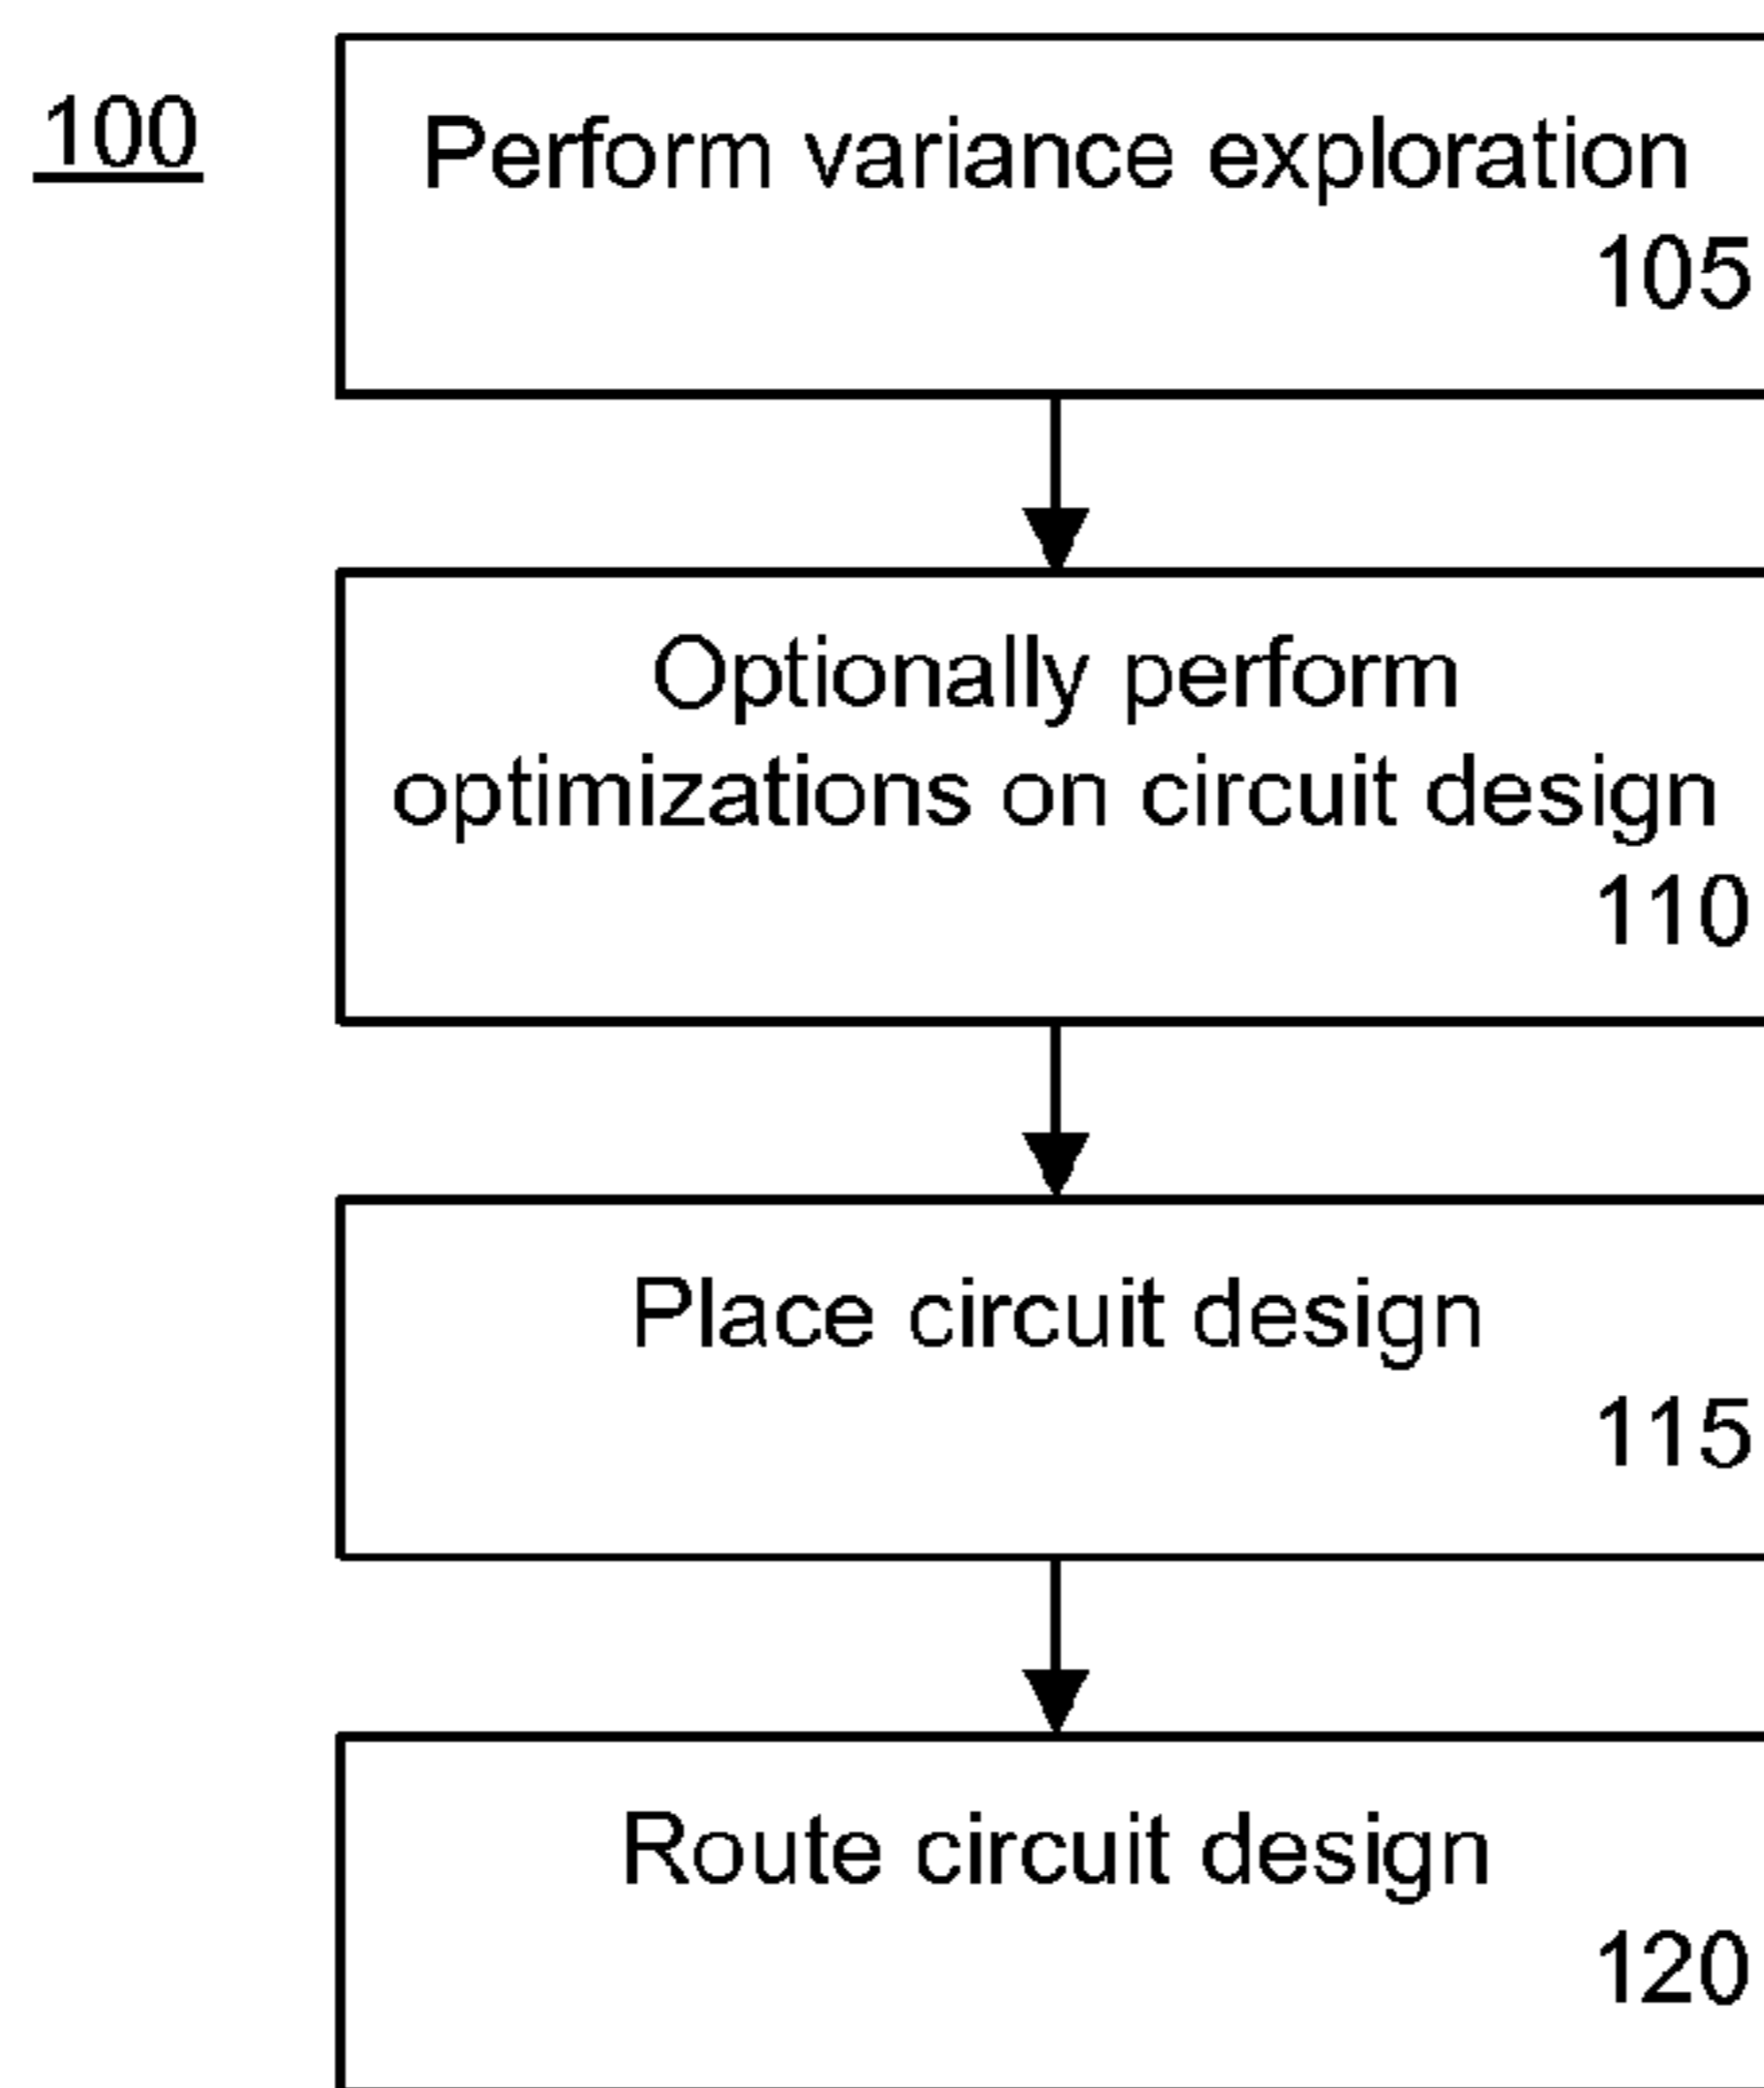 100
Perform variance exploration
105
Optionally perform
optimizations on circuit design
110
Place circuit design
115
Route circuit design
120